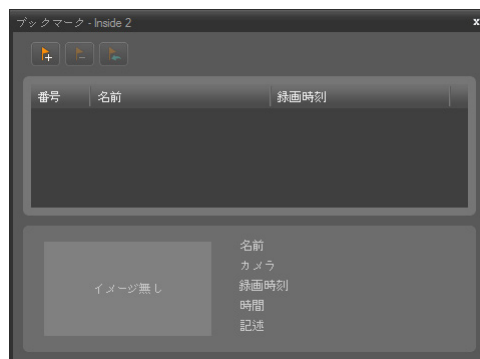 ブックマーク - Inside 2 x
番号 名前 録画時刻
イメージ無し
名前
カメラ
録画時刻
時間
記述